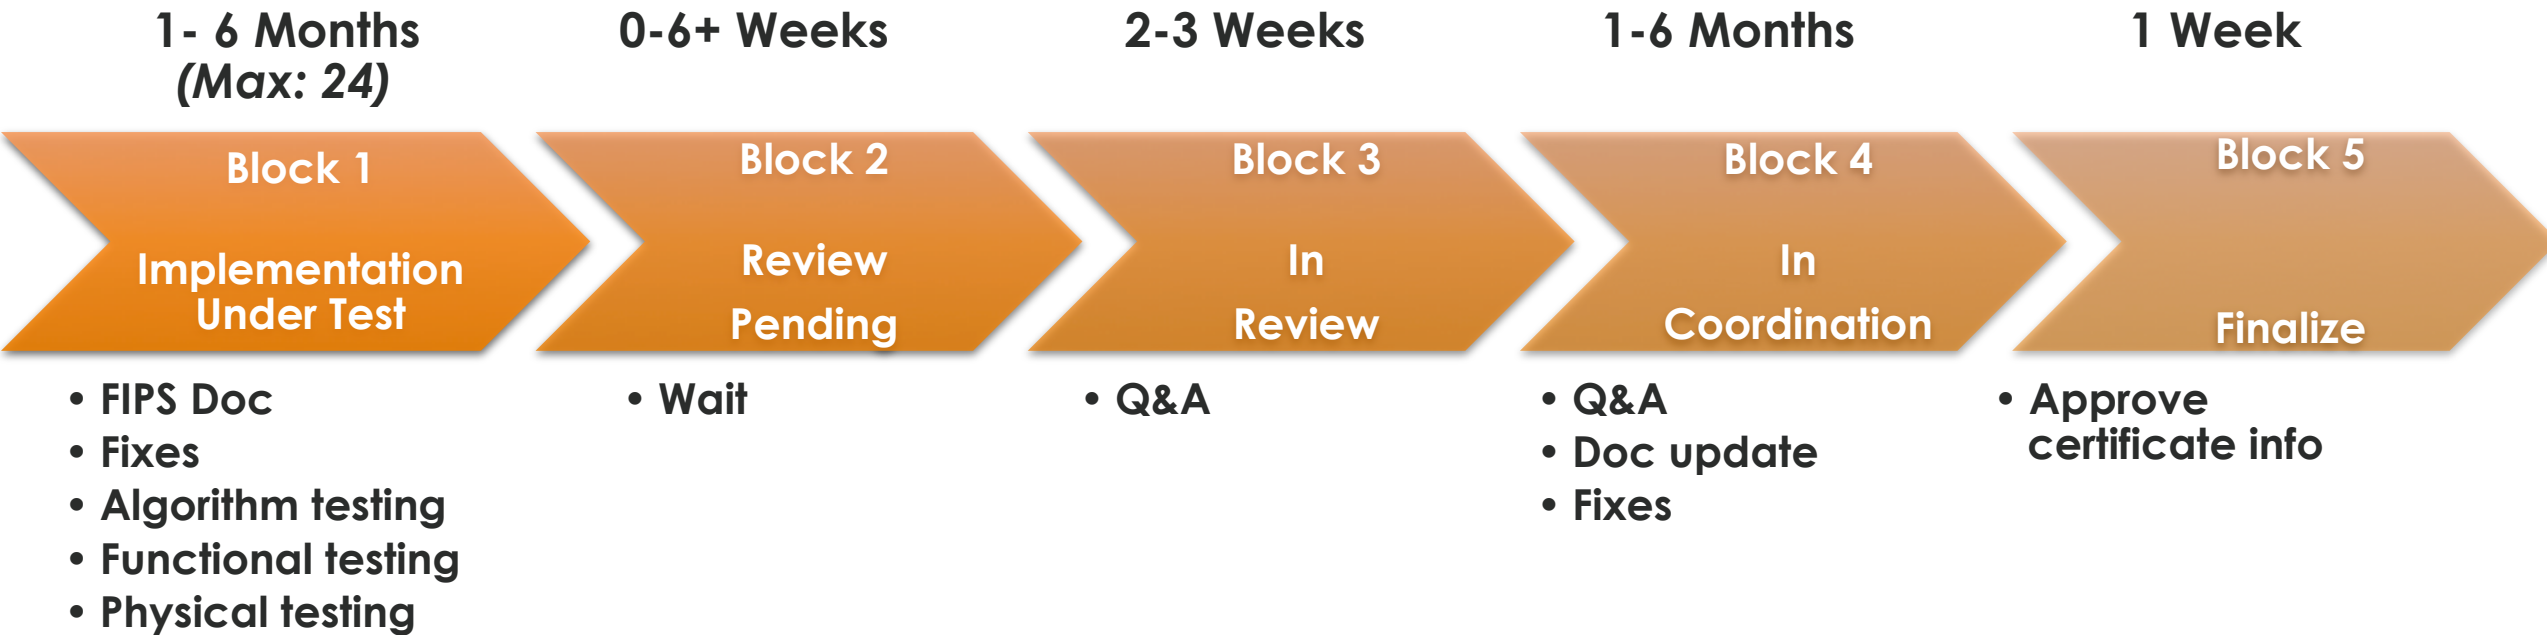 1- 6 Months
(Max: 24)
0-6+ Weeks
2-3 Weeks
1-6 Months
1 Week
Block 1
Implementation
Under Test
Block 2
Review
Pending
Block 3
In
Review
Block 4
In
Coordination
Block 5
Finalize
• FIPS Doc
• Fixes
• Algorithm testing
• Functional testing
• Physical testing
• Wait
• Q&A
• Q&A
• Doc update
• Fixes
• Approve
certificate info